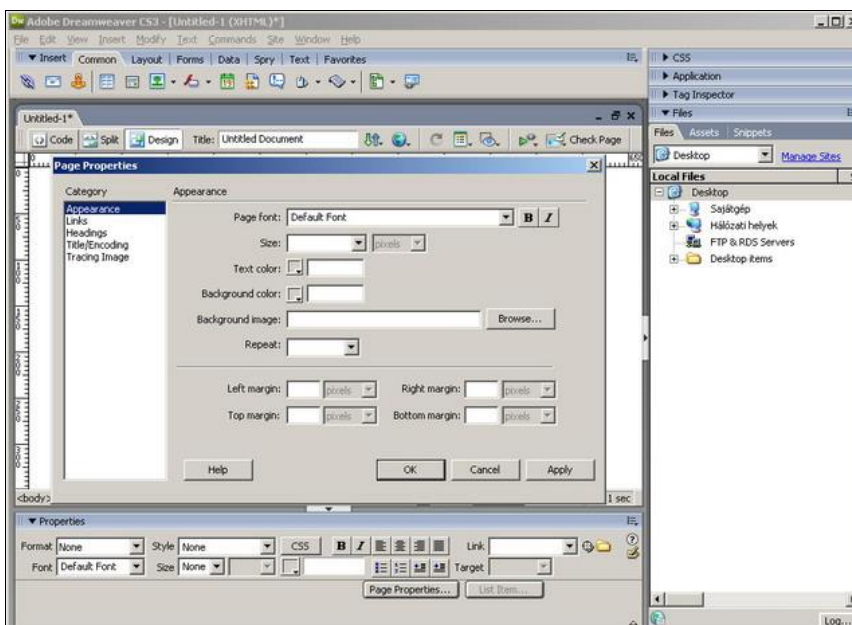 Adobe Dreamweaver CS3 - [Untitled-1 (XHTML)*]
File Edit View Insert Modify Text Commands Site Window Help
Insert Common Layout Forms Data Spry Text Favorites
Untitled-1*
Code Split Design Title: Untitled Document Check Page
Page Properties
Category
Appearance
Links
Headings
Title/Encoding
Tracing Image
Appearance
Page font: Default Font B I
Size: pixels
Text color:
Background color:
Background image: Browse...
Repeat:
Left margin: pixels Right margin: pixels
Top margin: pixels Bottom margin: pixels
Help OK Cancel Apply
<body> 1 sec
Properties
Format None Style None CSS B I Link
Font Default Font Size None Target
Page Properties... List Item...
CSS
Application
Tag Inspector
Files
Files Assets Snippets
Desktop Manage Sites
Local Files
Desktop
Sajátgép
Hálózati helyek
FTP & RDS Servers
Desktop items
Log...